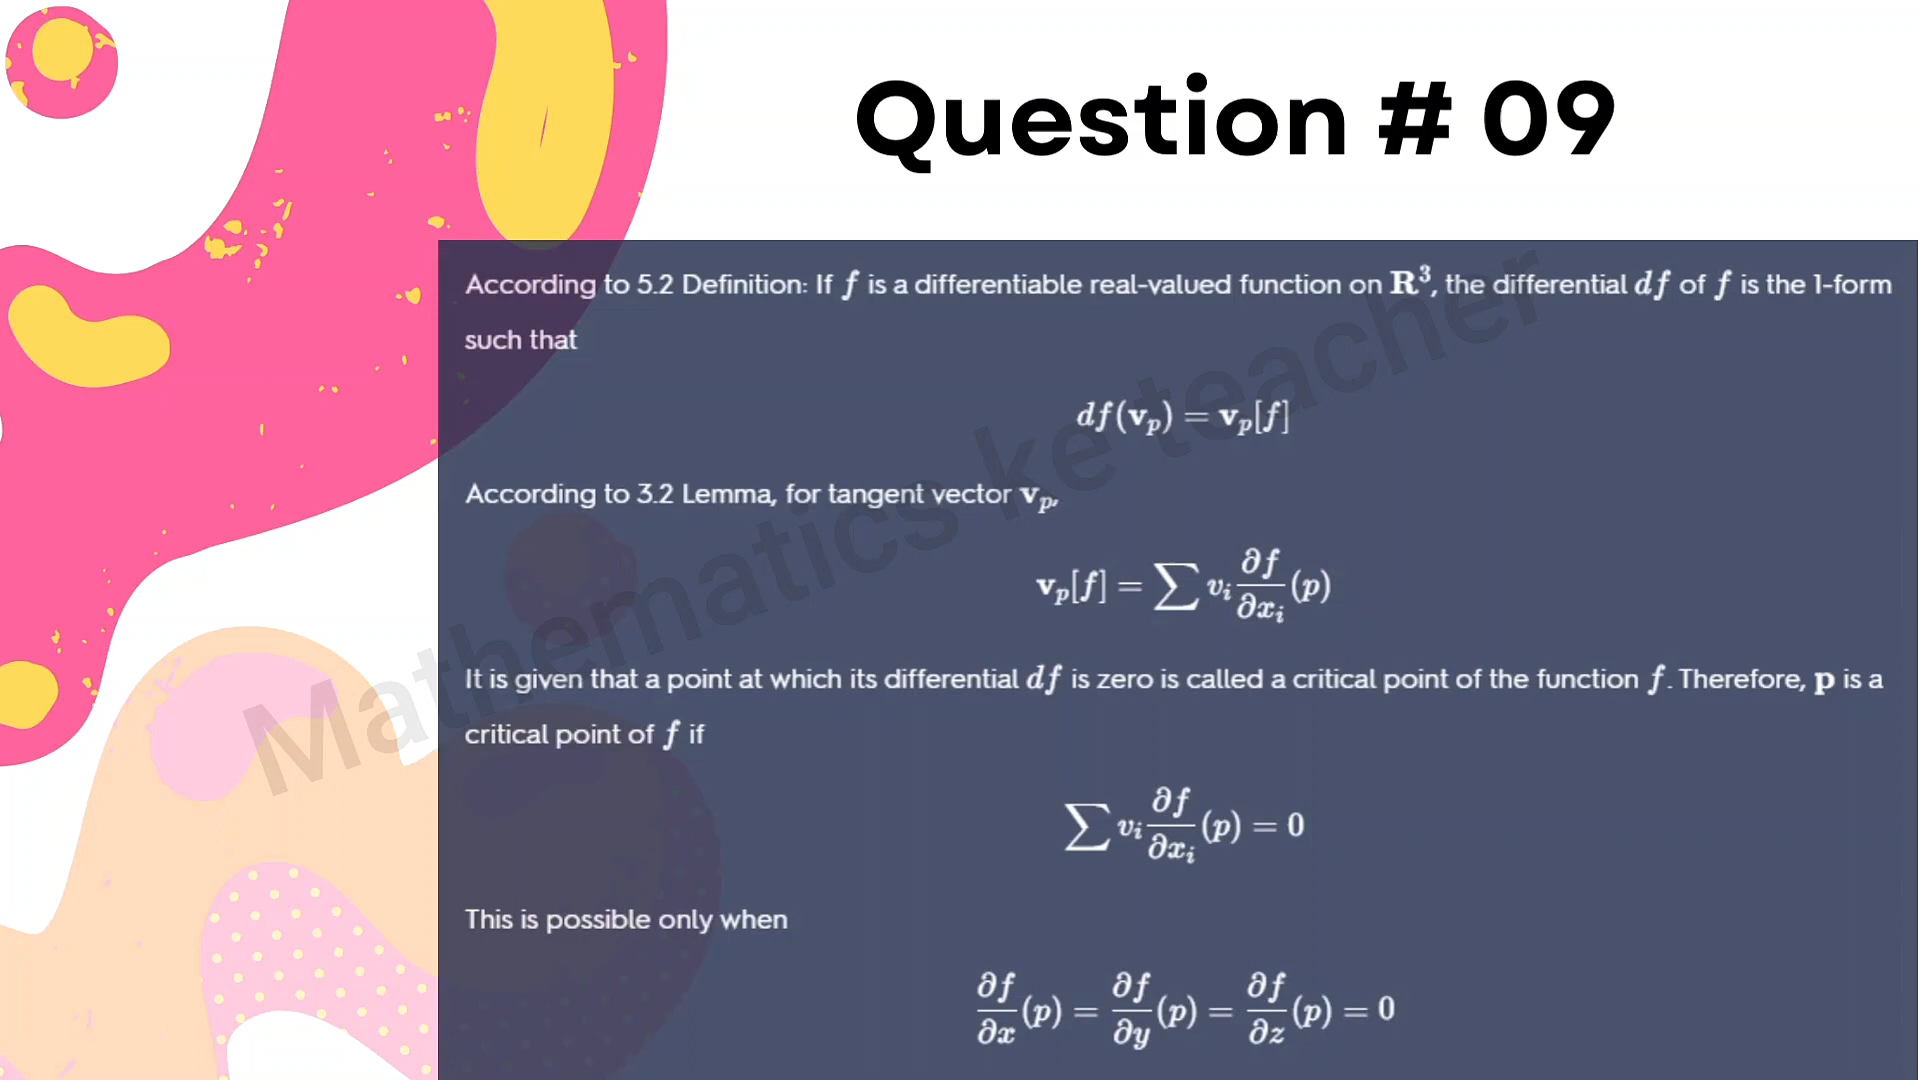 Question # 09
According to 5.2 Definition: If f is a differentiable real-valued function on R³, the differential df of f is the 1-form
such that
df(vₚ) = vₚ[f]
According to 3.2 Lemma, for tangent vector vₚ,
vₚ[f] = ∑ vᵢ ∂f/∂xᵢ (p)
It is given that a point at which its differential df is zero is called a critical point of the function f. Therefore, p is a
critical point of f if
∑ vᵢ ∂f/∂xᵢ (p) = 0
This is possible only when
∂f/∂x (p) = ∂f/∂y (p) = ∂f/∂z (p) = 0
Mathematics ke teacher